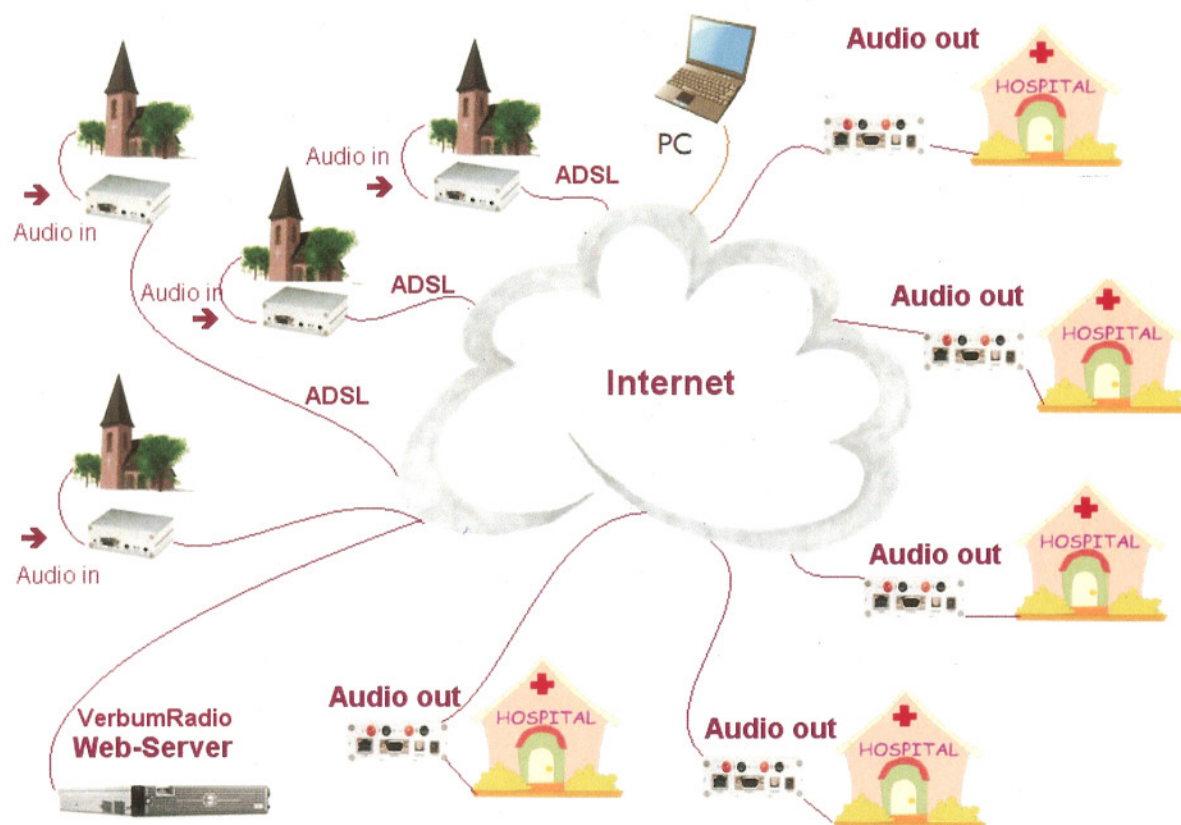 Audio out
HOSPITAL
PC
Audio in
ADSL
Audio in
Audio in
ADSL
Audio out
HOSPITAL
Internet
ADSL
Audio in
Audio out
HOSPITAL
Audio out
HOSPITAL
VerbumRadio
Web-Server
Audio out
HOSPITAL